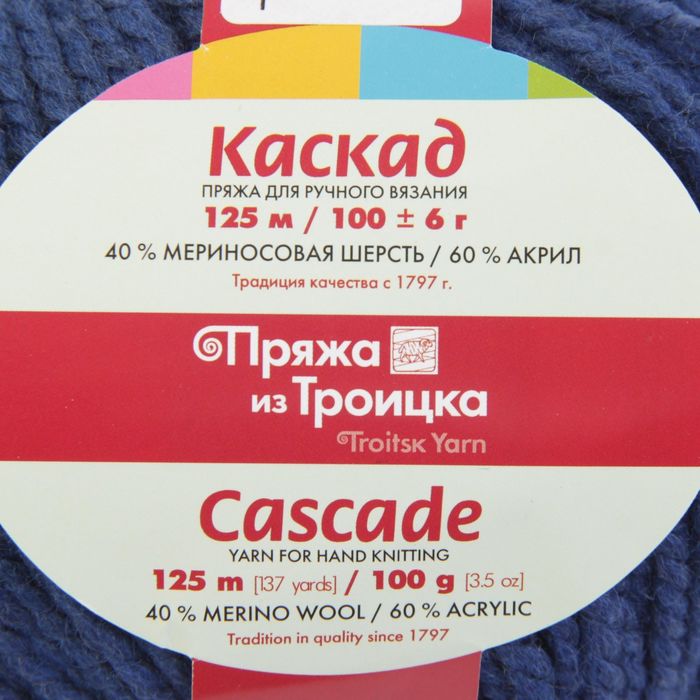 Каскад
ПРЯЖА ДЛЯ РУЧНОГО ВЯЗАНИЯ
125 м / 100 ± 6 г
40 % МЕРИНОСОВАЯ ШЕРСТЬ / 60 % АКРИЛ
Традиция качества с 1797 г.
Пряжа
из Троицка
Troitsk Yarn
Cascade
YARN FOR HAND KNITTING
125 m [137 yards] / 100 g [3.5 oz]
40 % MERINO WOOL / 60 % ACRYLIC
Tradition in quality since 1797